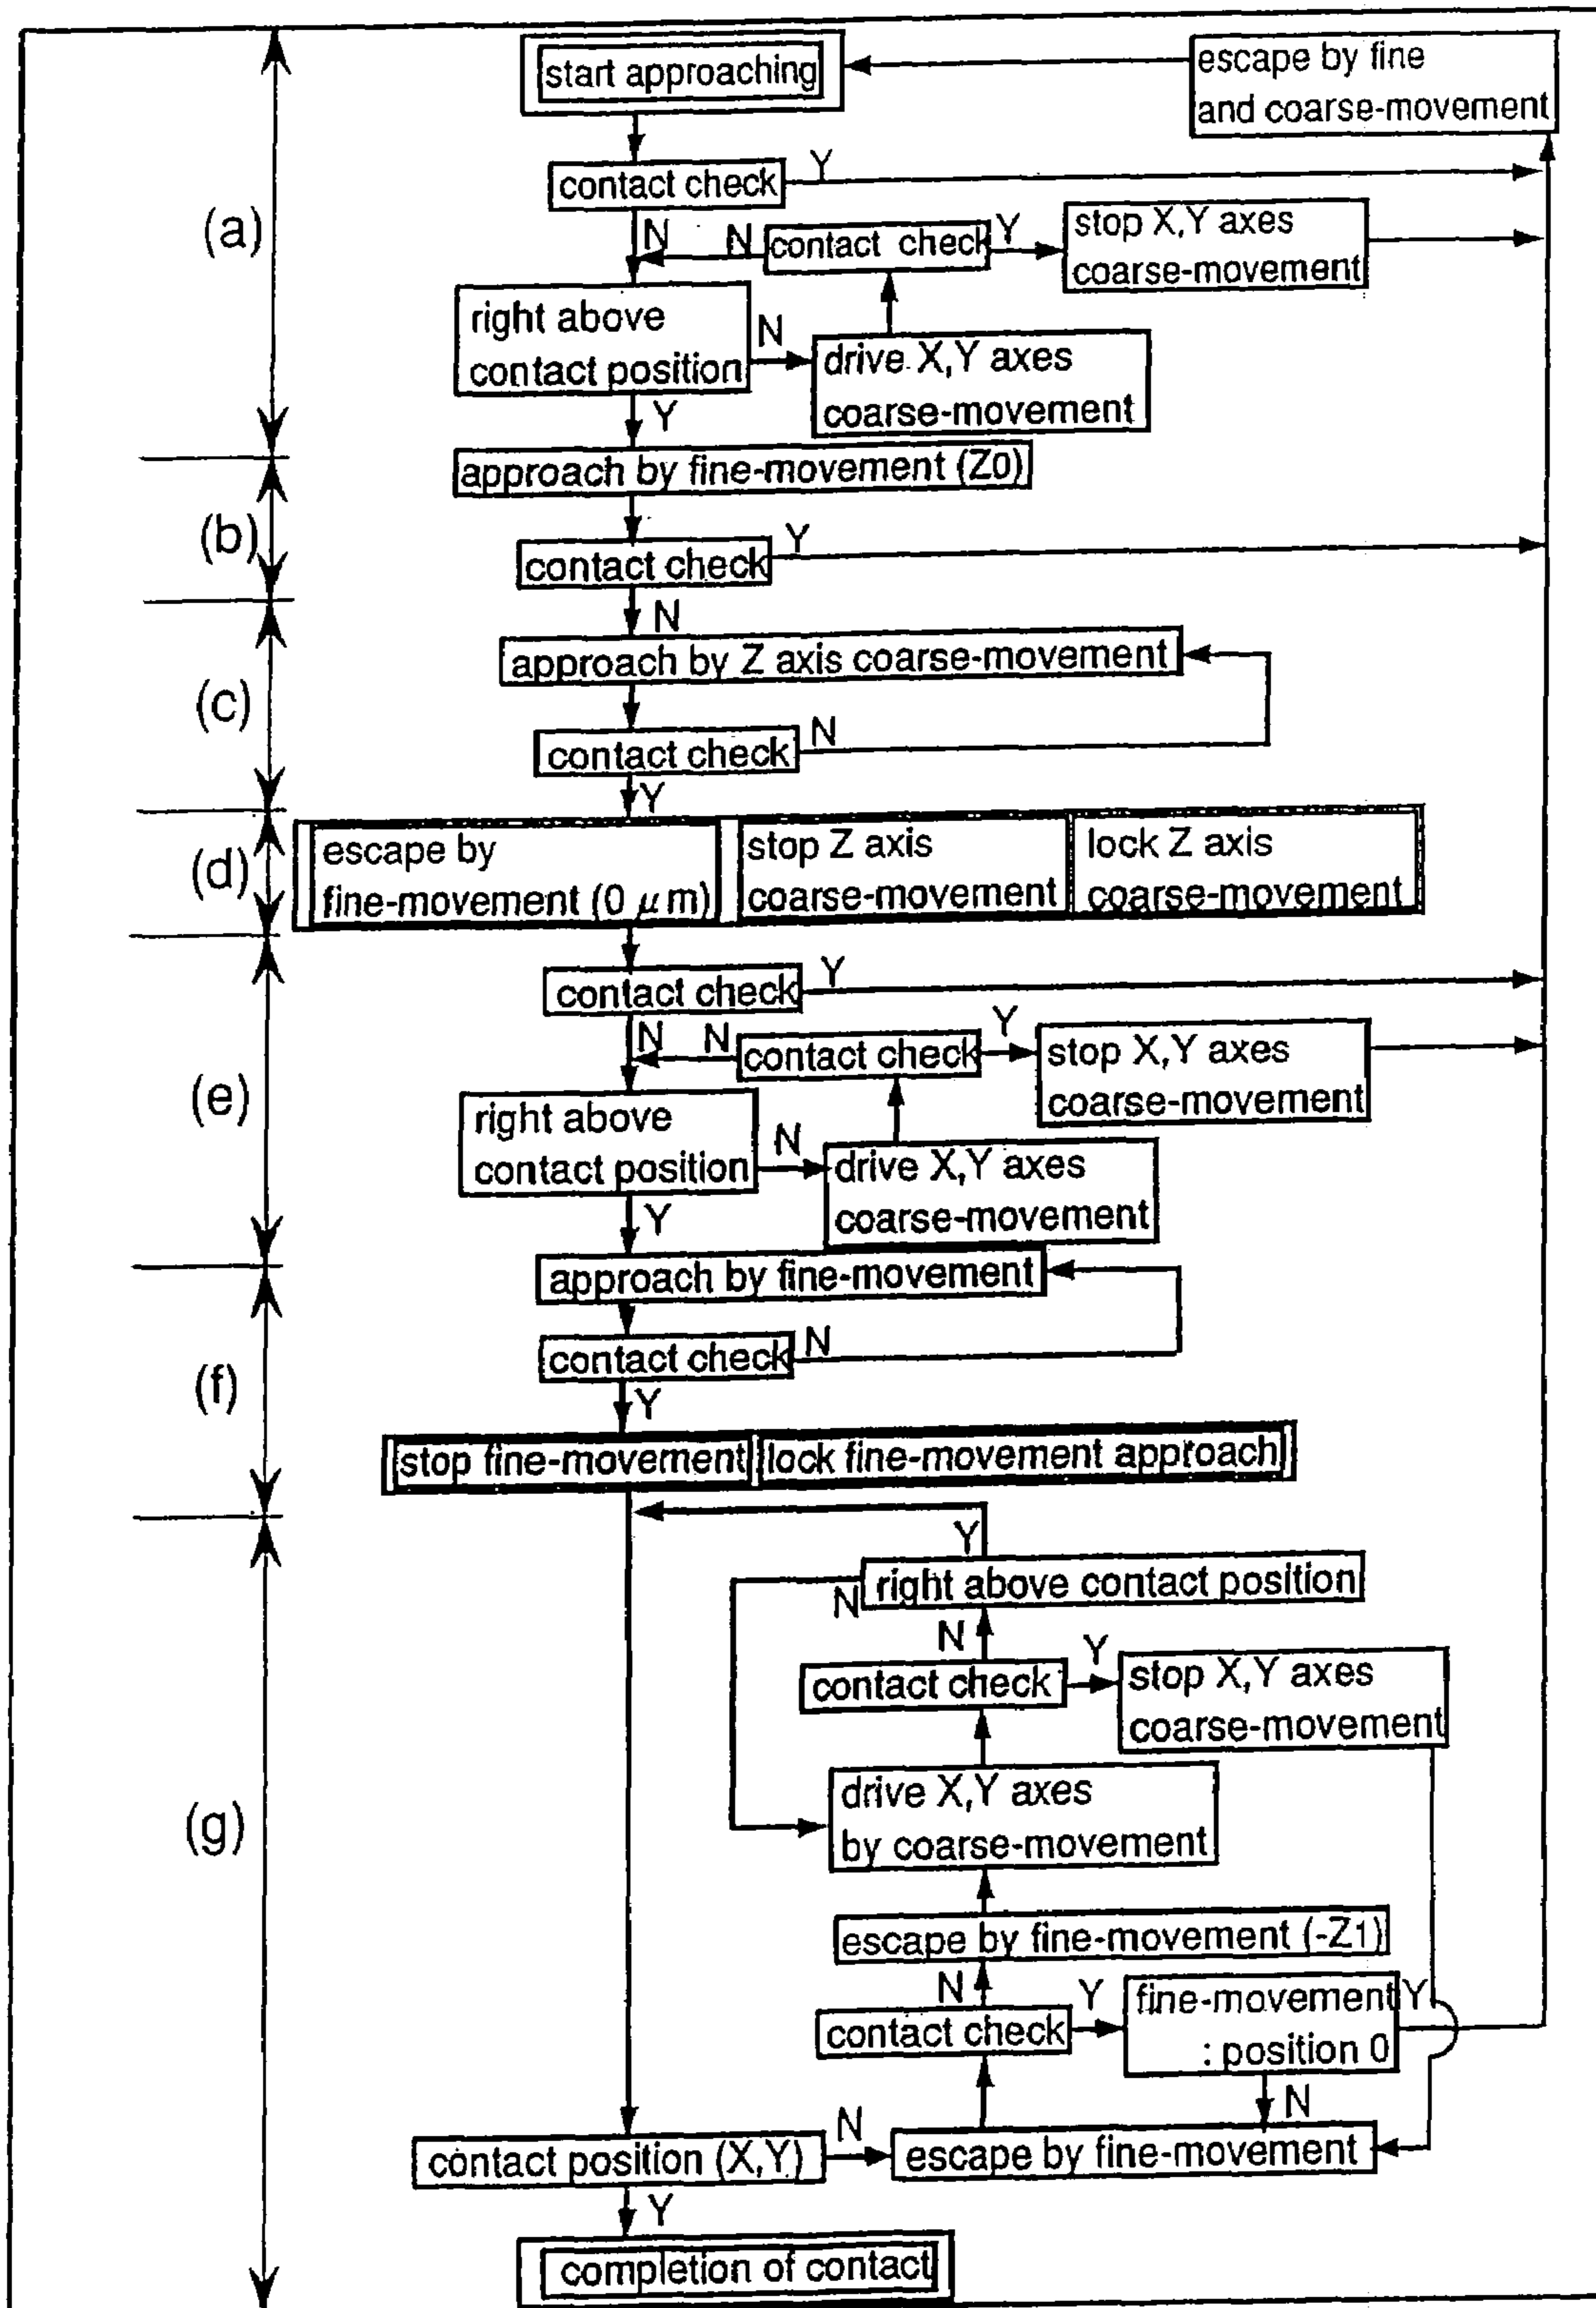 start approaching
escape by fine
and coarse-movement
contact check
Y
(a)
N
N
contact check
Y
stop X,Y axes
coarse-movement
right above
contact position
N
drive X,Y axes
coarse-movement
Y
approach by fine-movement (Z0)
(b)
contact check
Y
N
approach by Z axis coarse-movement
(c)
contact check
N
Y
(d)
escape by
fine-movement (0 μm)
stop Z axis
coarse-movement
lock Z axis
coarse-movement
contact check
Y
N
N
contact check
Y
stop X,Y axes
coarse-movement
(e)
right above
contact position
N
drive X,Y axes
coarse-movement
Y
approach by fine-movement
contact check
N
(f)
Y
stop fine-movement
lock fine-movement approach
Y
right above contact position
N
N
contact check
Y
stop X,Y axes
coarse-movement
drive X,Y axes
by coarse-movement
(g)
escape by fine-movement (-Z1)
N
contact check
Y
fine-movement
: position 0
Y
N
contact position (X,Y)
N
escape by fine-movement
Y
completion of contact